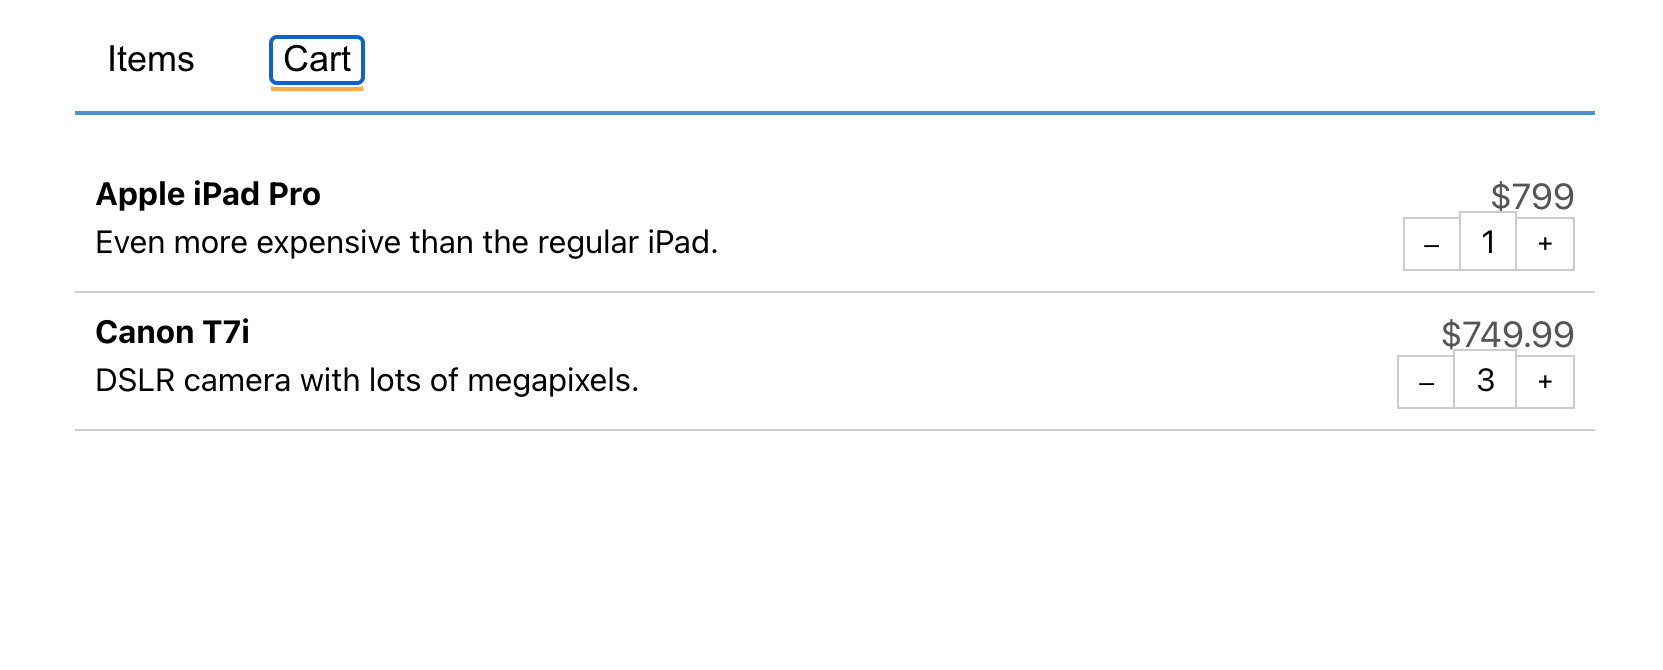 Items Cart
Apple iPad Pro $799
Even more expensive than the regular iPad. – 1 +
Canon T7i $749.99
DSLR camera with lots of megapixels. – 3 +